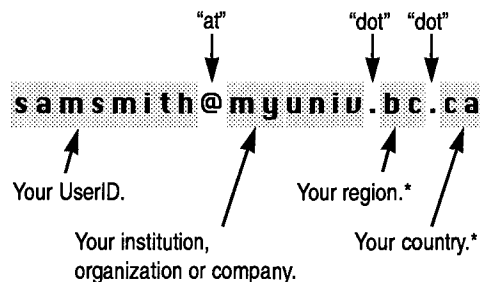 “at” “dot” “dot”
samsmith@myuniv.bc.ca
Your UserID. Your region.*
Your institution, Your country.*
organization or company.